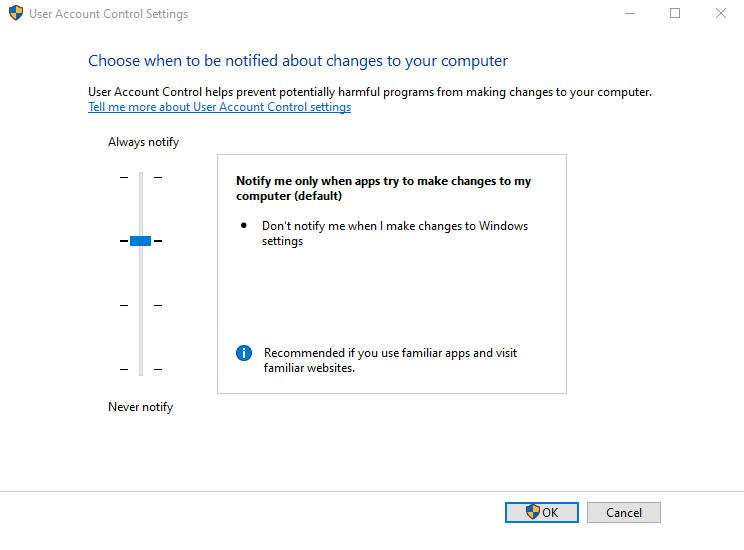 User Account Control Settings
Choose when to be notified about changes to your computer
User Account Control helps prevent potentially harmful programs from making changes to your computer.
Tell me more about User Account Control settings
Always notify
Notify me only when apps try to make changes to my
computer (default)
• Don't notify me when I make changes to Windows
settings
Recommended if you use familiar apps and visit
familiar websites.
Never notify
OK
Cancel